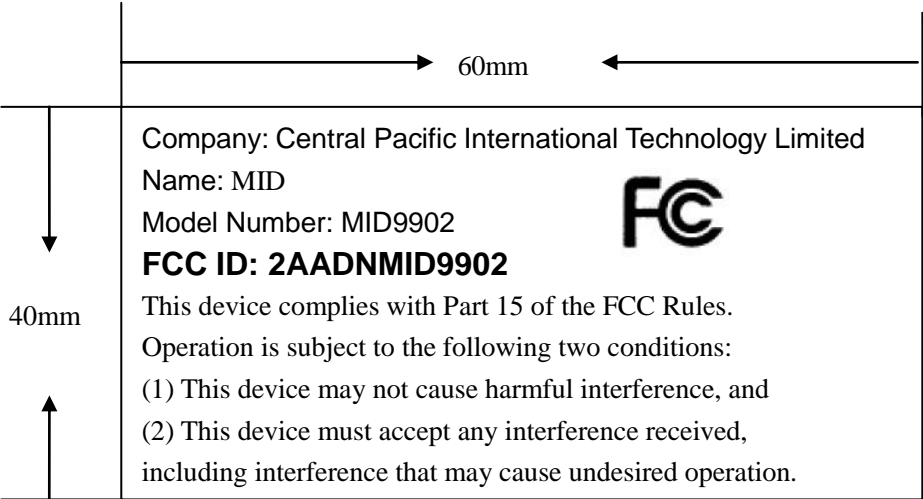 60mm
Company: Central Pacific International Technology Limited
Name: MID
Model Number: MID9902
FCC
FCC ID: 2AADNMID9902
40mm
This device complies with Part 15 of the FCC Rules.
Operation is subject to the following two conditions:
(1) This device may not cause harmful interference, and
(2) This device must accept any interference received,
including interference that may cause undesired operation.